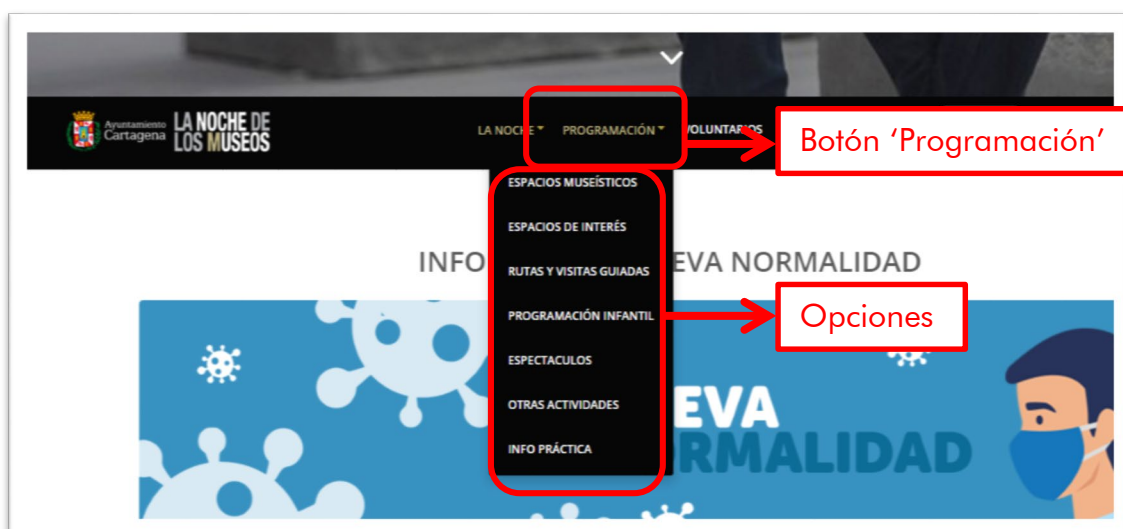 Ayuntamiento
Cartagena
LA NOCHE DE
LOS MUSEOS
LA NOCHE PROGRAMACIÓN VOLUNTARIOS
Botón ‘Programación’
ESPACIOS MUSEÍSTICOS
ESPACIOS DE INTERÉS
INFO EVA NORMALIDAD
RUTAS Y VISITAS GUIADAS
PROGRAMACIÓN INFANTIL
Opciones
ESPECTACULOS
OTRAS ACTIVIDADES
EVA
INFO PRÁCTICA
RMALIDAD